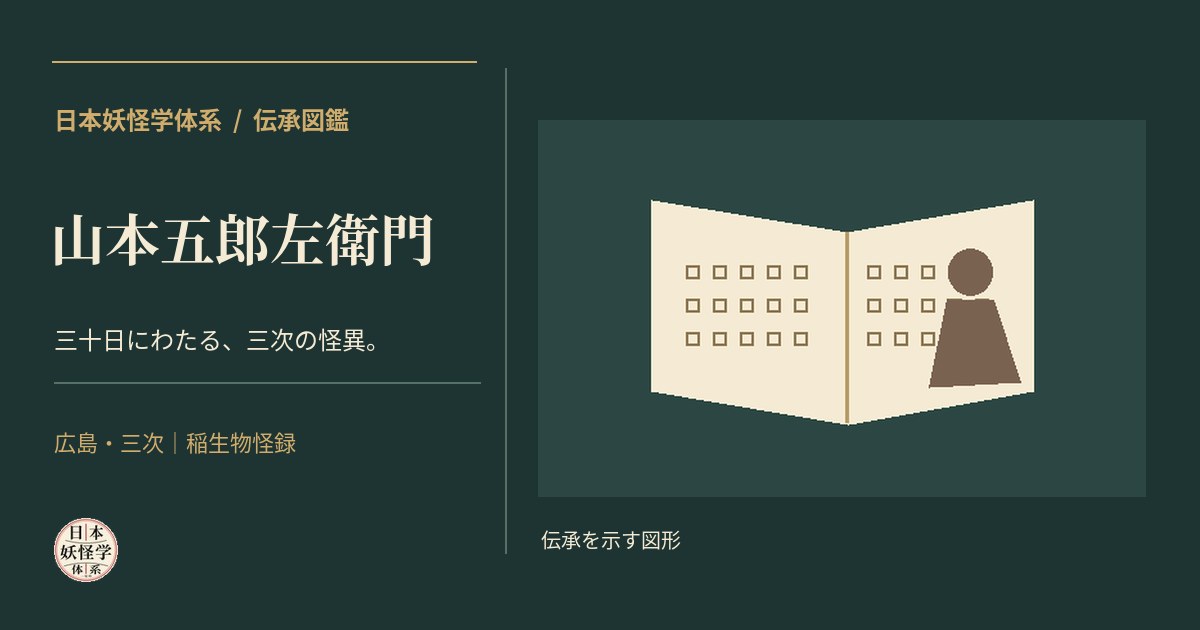 日本妖怪学体系 / 伝承図鑑
山本五郎左衛門
三十日にわたる、三次の怪異。
広島・三次｜稲生物怪録
日本
妖怪学
体系
伝承を示す図形